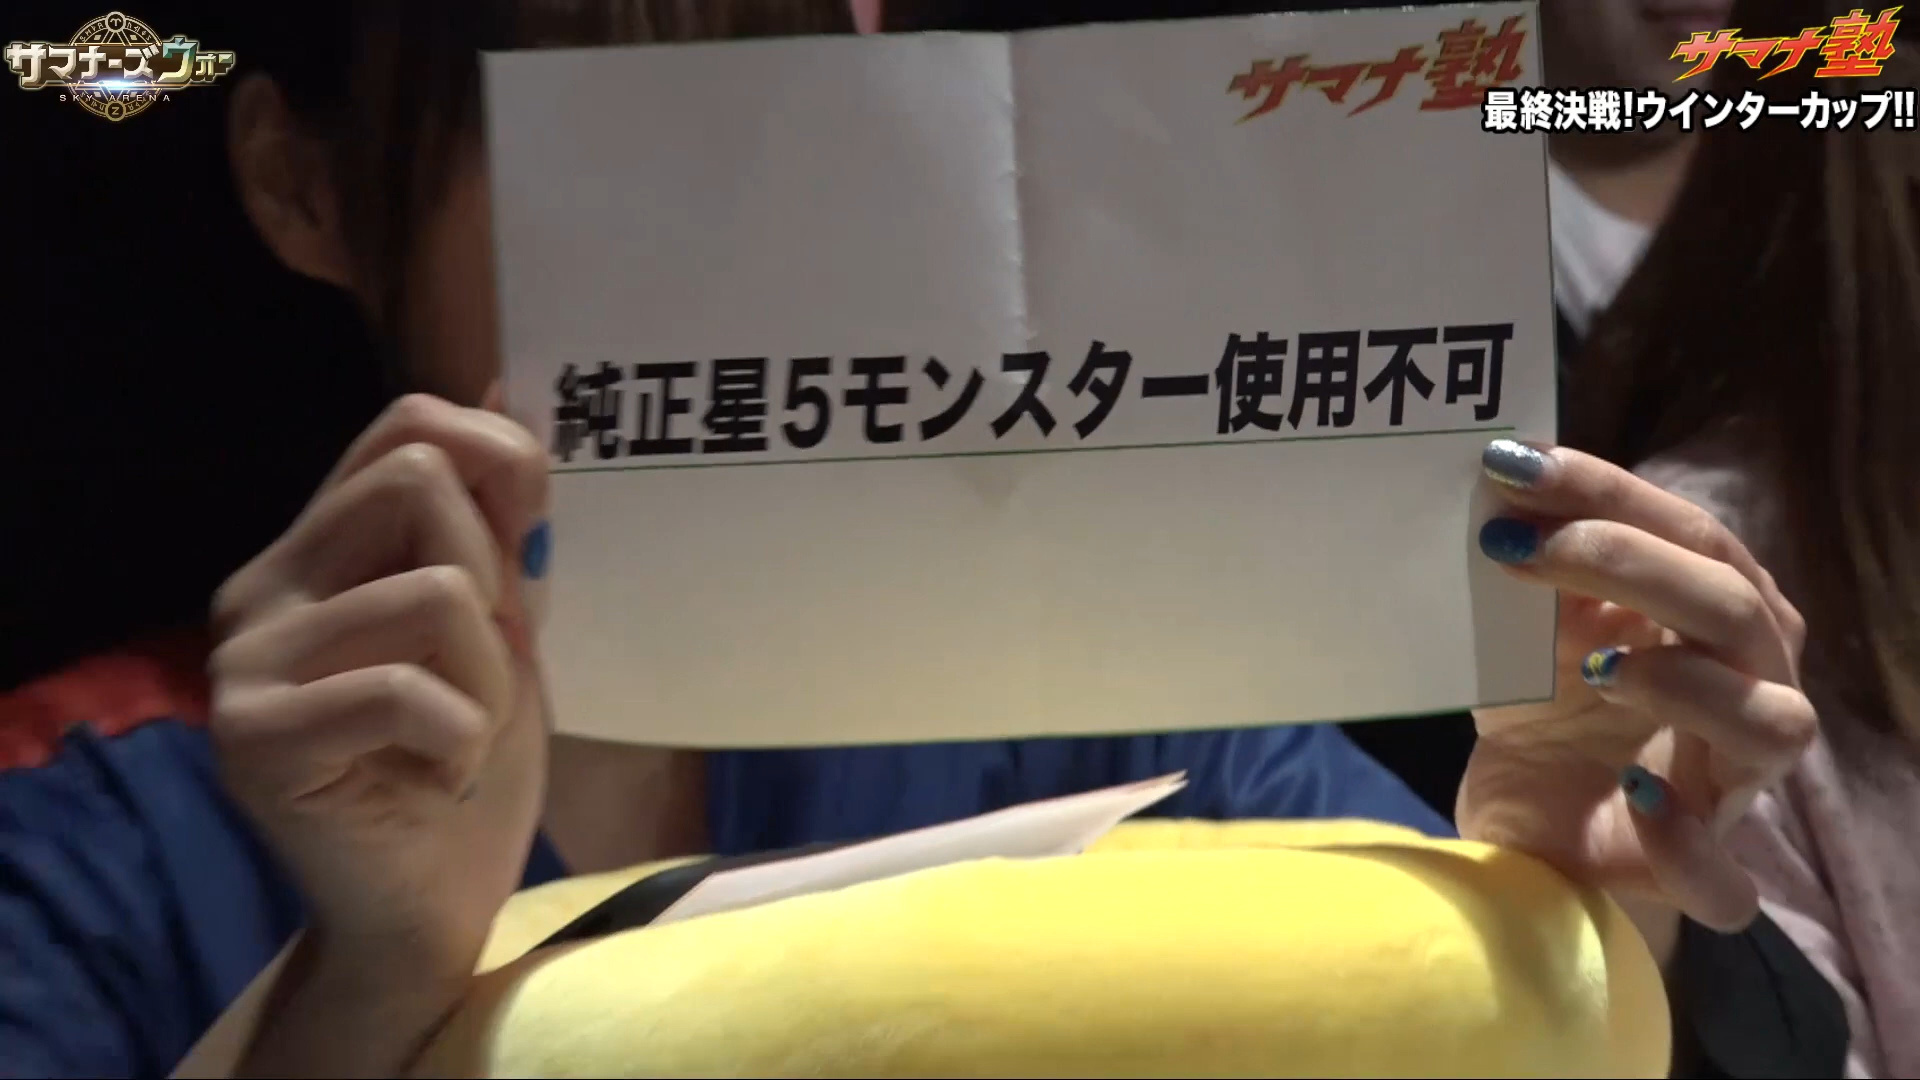 サマナーズウォー
SKY ARENA
サマナ塾
最終決戦!ウインターカップ!!
サマナ塾
純正星5モンスター使用不可